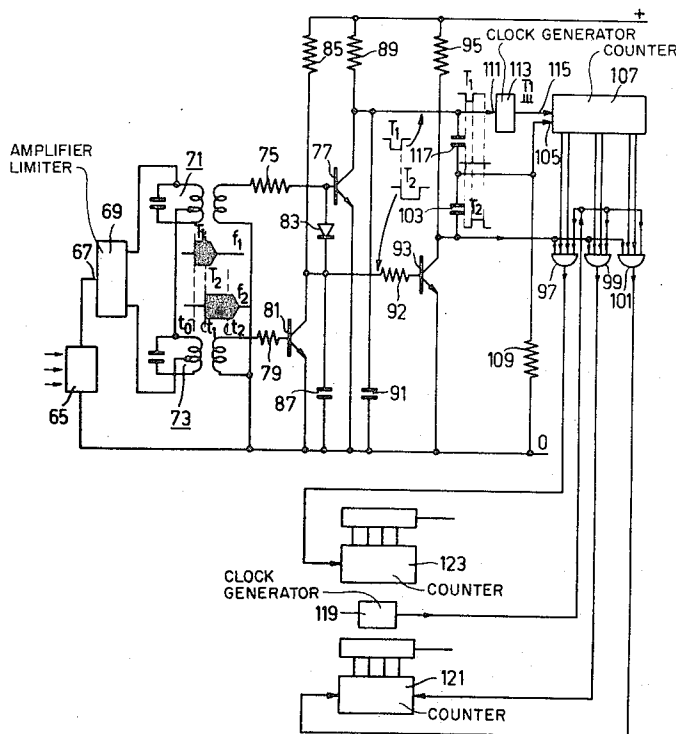 +
85
89
95
CLOCK GENERATOR
COUNTER
T1
111
113
115
107
105
AMPLIFIER
LIMITER
69
67
71
75
77
T1
T2
117
103
T2
83
T1
f1
T2
f2
t0
t1
t2
93
92
97
99
101
65
73
79
81
87
91
109
0
123
COUNTER
CLOCK
GENERATOR
119
121
COUNTER